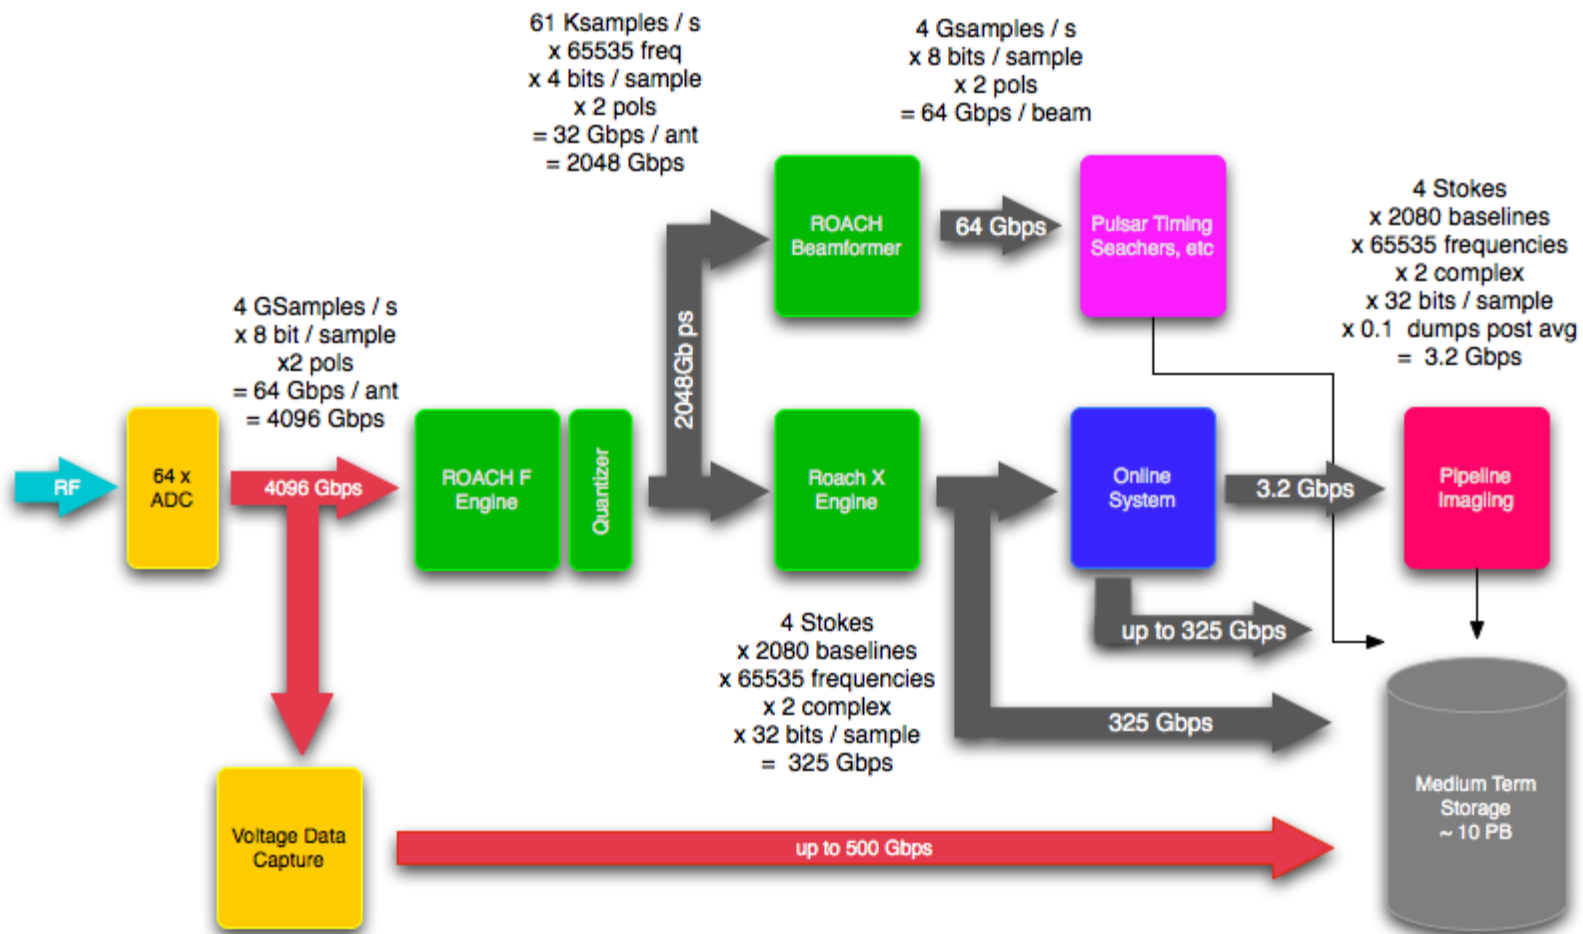 61 Ksamples / s
x 65535 freq
x 4 bits / sample
x 2 pols
= 32 Gbps / ant
= 2048 Gbps
4 Gsamples / s
x 8 bits / sample
x 2 pols
= 64 Gbps / beam
ROACH
Beamformer
64 Gbps
Pulsar Timing
Seachers, etc
4 Stokes
x 2080 baselines
x 65535 frequencies
x 2 complex
x 32 bits / sample
x 0.1 dumps post avg
= 3.2 Gbps
4 GSamples / s
x 8 bit / sample
x2 pols
= 64 Gbps / ant
= 4096 Gbps
2048Gb ps
RF
64 x
ADC
4096 Gbps
ROACH F
Engine
Quantizer
Roach X
Engine
Online
System
3.2 Gbps
Pipeline
Imagiing
4 Stokes
x 2080 baselines
x 65535 frequencies
x 2 complex
x 32 bits / sample
= 325 Gbps
up to 325 Gbps
325 Gbps
Medium Term
Storage
~ 10 PB
Voltage Data
Capture
up to 500 Gbps